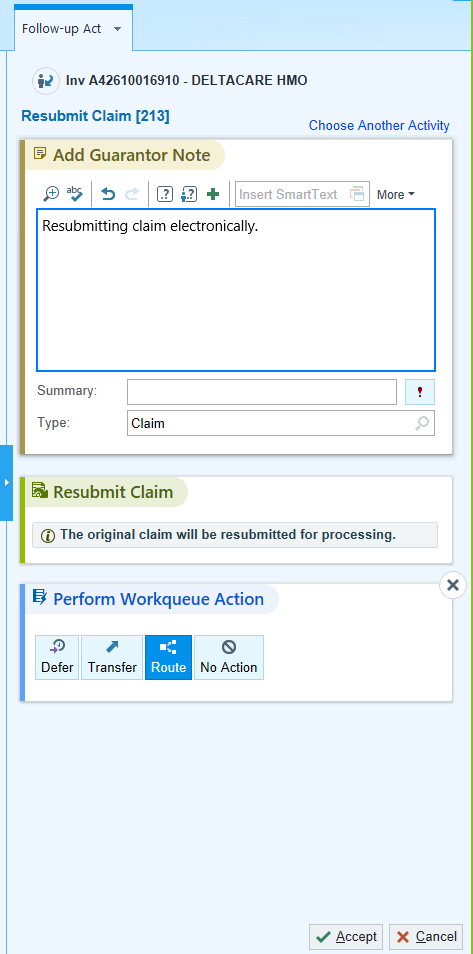 Follow-up Act
Inv A42610016910 - DELTACARE HMO
Resubmit Claim [213]
Choose Another Activity
Add Guarantor Note
abc
Insert SmartText
More
Resubmitting claim electronically.
Summary:
Type:
Claim
Resubmit Claim
The original claim will be resubmitted for processing.
Perform Workqueue Action
Defer
Transfer
Route
No Action
Accept
Cancel